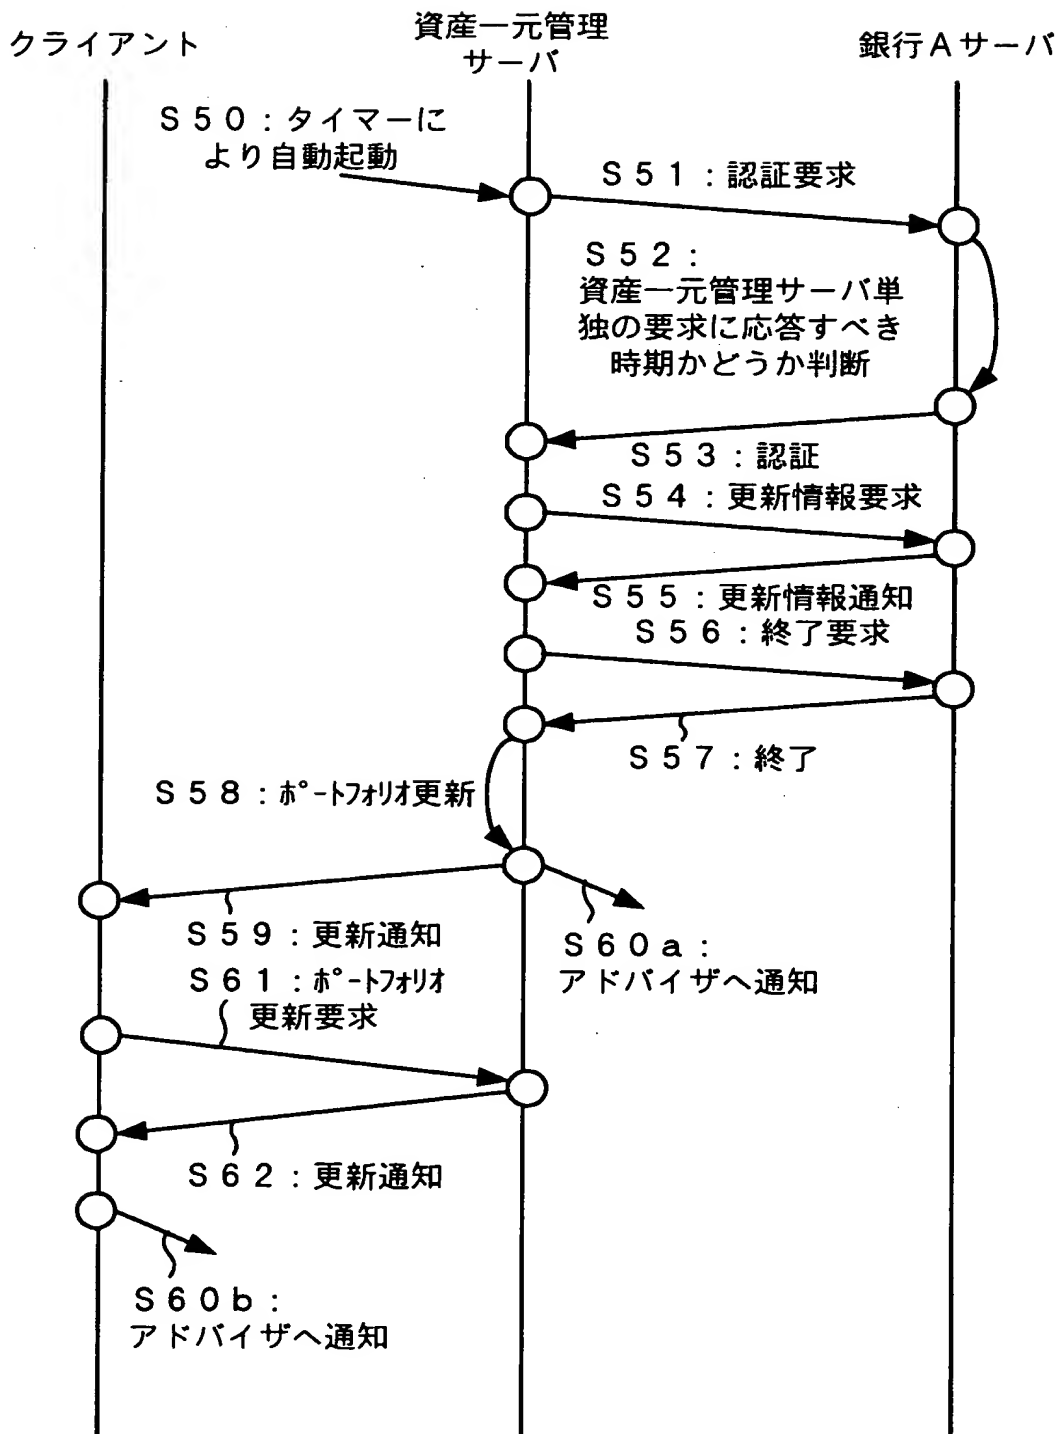 クライアント
資産一元管理
サーバ
銀行Aサーバ
S50：タイマーに
より自動起動
S51：認証要求
S52：
資産一元管理サーバ単
独の要求に応答すべき
時期かどうか判断
S53：認証
S54：更新情報要求
S55：更新情報通知
S56：終了要求
S57：終了
S58：ﾎﾟｰﾄﾌｫﾘｵ更新
S59：更新通知
S60a：
アドバイザへ通知
S61：ﾎﾟｰﾄﾌｫﾘｵ
更新要求
S62：更新通知
S60b：
アドバイザへ通知